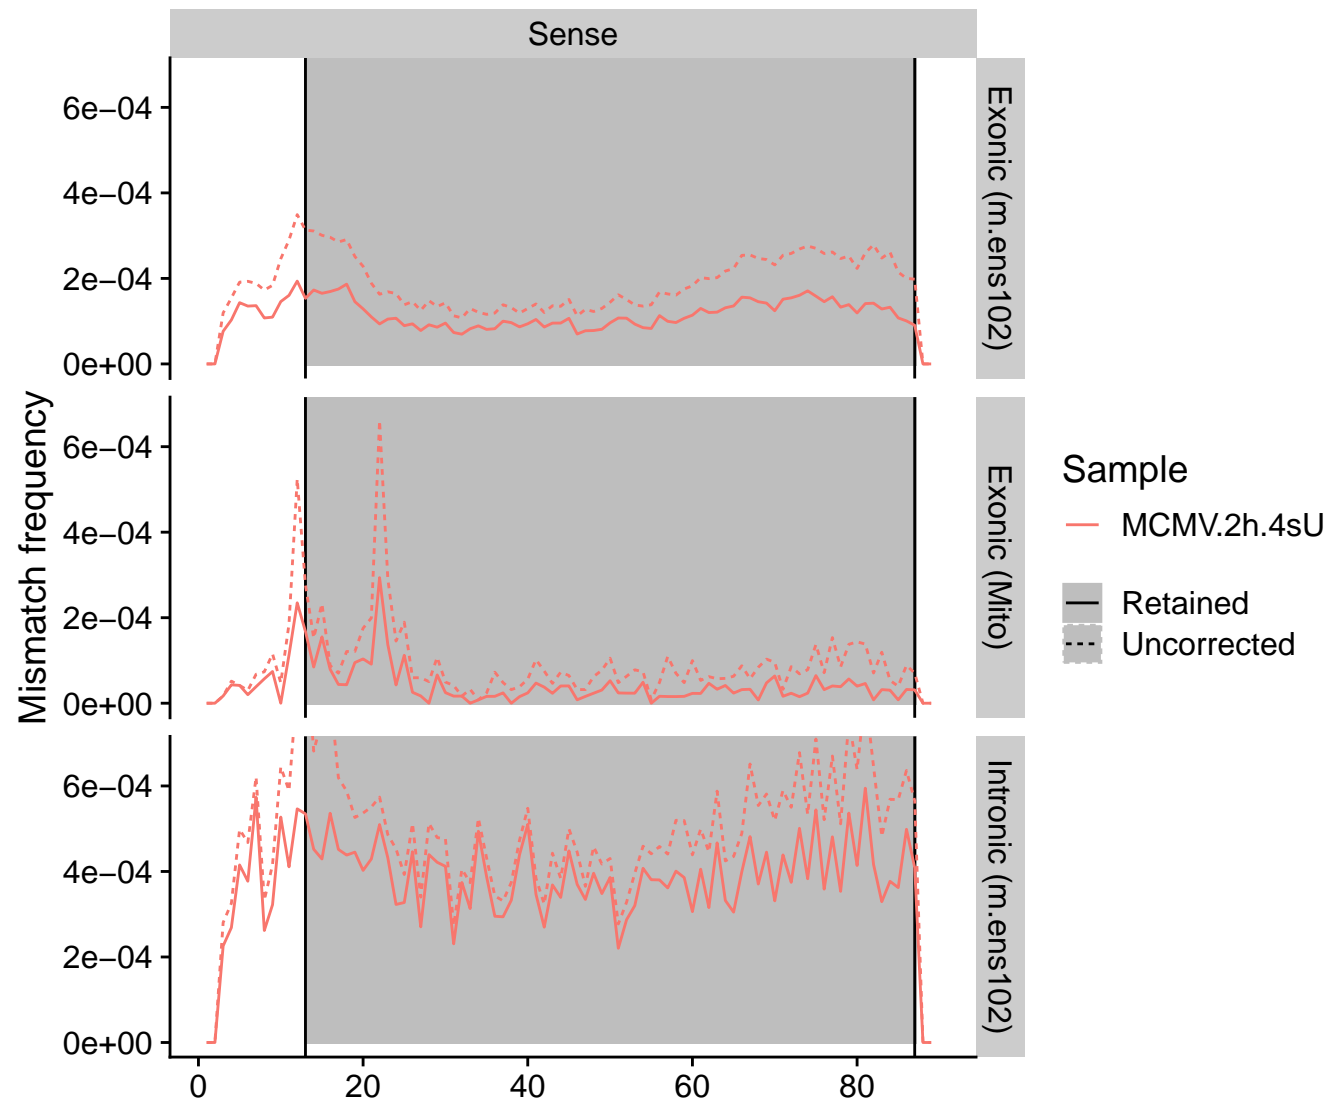 Sense
6e−04
4e−04
2e−04
0e+00
Exonic (m.ens102)
6e−04
4e−04
2e−04
0e+00
Exonic (Mito)
6e−04
4e−04
2e−04
0e+00
Intronic (m.ens102)
0
20
40
60
80
Mismatch frequency
Sample
MCMV.2h.4sU
Retained
Uncorrected